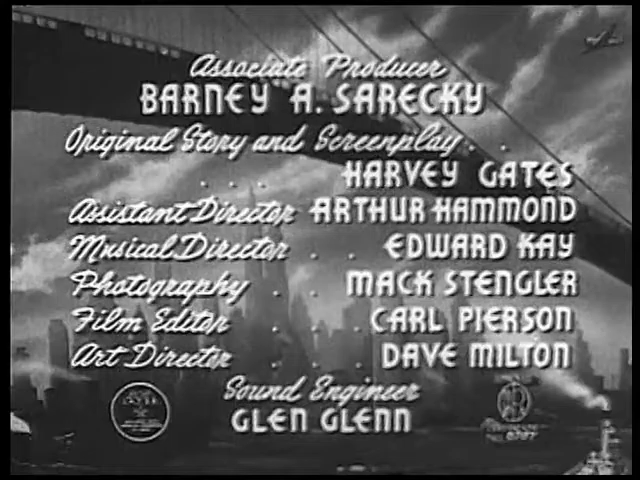 Associate Producer
BARNEY A. SARECKY
Original Story and Screenplay . .
. . . HARVEY GATES
Assistant Director ARTHUR HAMMOND
Musical Director . . EDWARD KAY
Photography . . MACK STENGLER
Film Editor . . . CARL PIERSON
Art Director . . . DAVE MILTON
Sound Engineer
GLEN GLENN